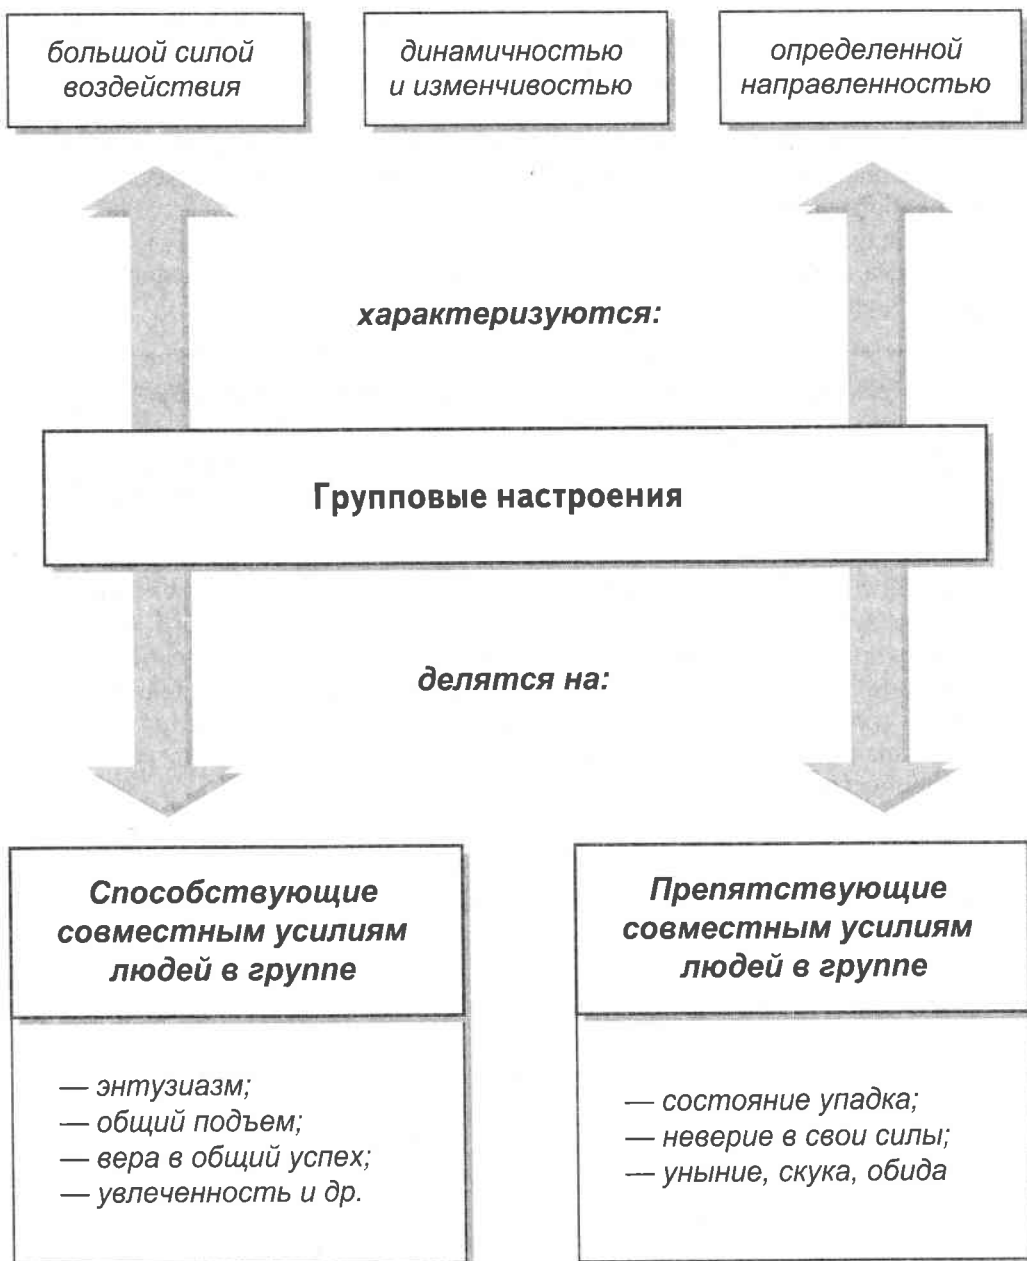 большой силой
воздействия
динамичностью
и изменчивостью
определенной
направленностью
характеризуются:
Групповые настроения
делятся на:
Способствующие
совместным усилиям
людей в группе
— энтузиазм;
— общий подъем;
— вера в общий успех;
— увлеченность и др.
Препятствующие
совместным усилиям
людей в группе
— состояние упадка;
— неверие в свои силы;
— уныние, скука, обида